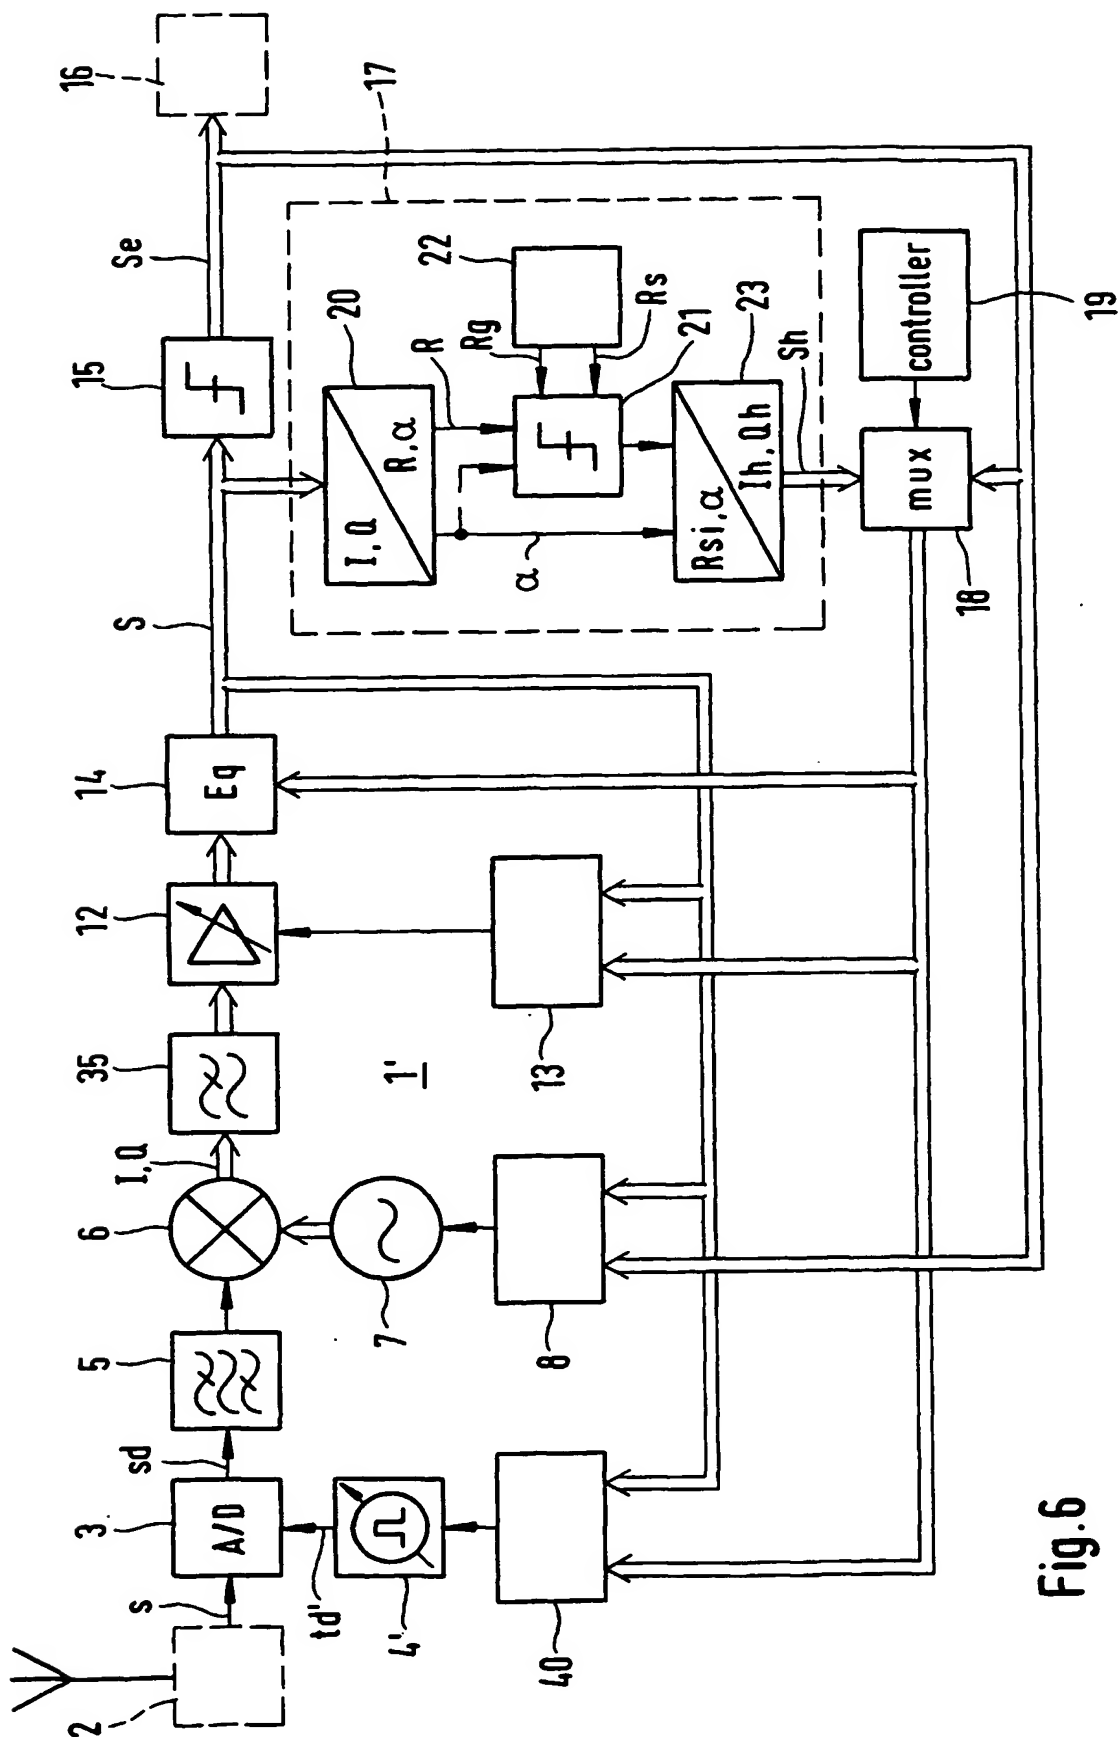 2
s
3
A/D
sd
td'
4'
40
5
6
I,Q
7
8
35
1'
12
13
14
Eq
S
15
Se
16
17
20
I,Q
R,α
R
α
22
Rg
Rs
21
23
Rsi,α
Ih,Qh
Sh
18
mux
controller
19
Fig.6